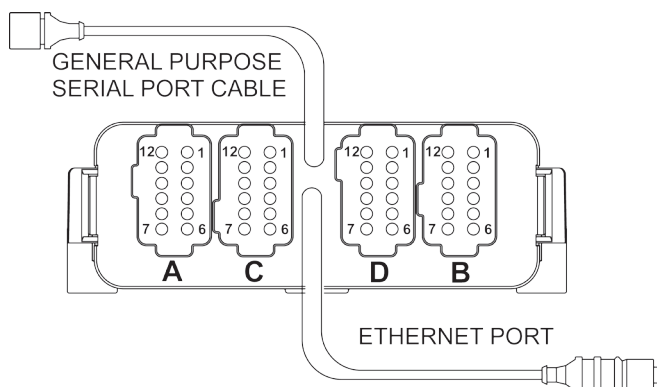 GENERAL PURPOSE
SERIAL PORT CABLE
12 1 12 1 12 1 12 1
7 6 7 6 7 6 7 6
A C D B
ETHERNET PORT